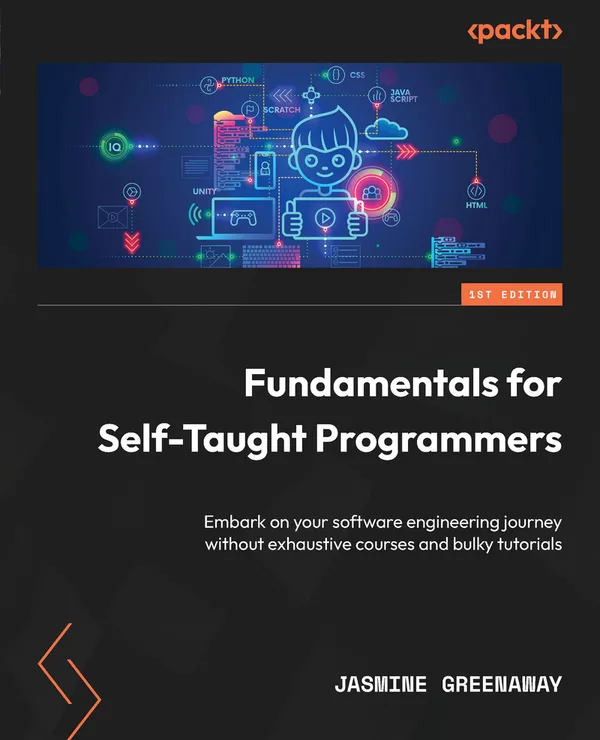 <packt>
PYTHON
CSS
JAVA
SCRIPT
SCRATCH
IQ
UNITY
HTML
1ST EDITION
Fundamentals for
Self-Taught Programmers
Embark on your software engineering journey
without exhaustive courses and bulky tutorials
JASMINE GREENAWAY